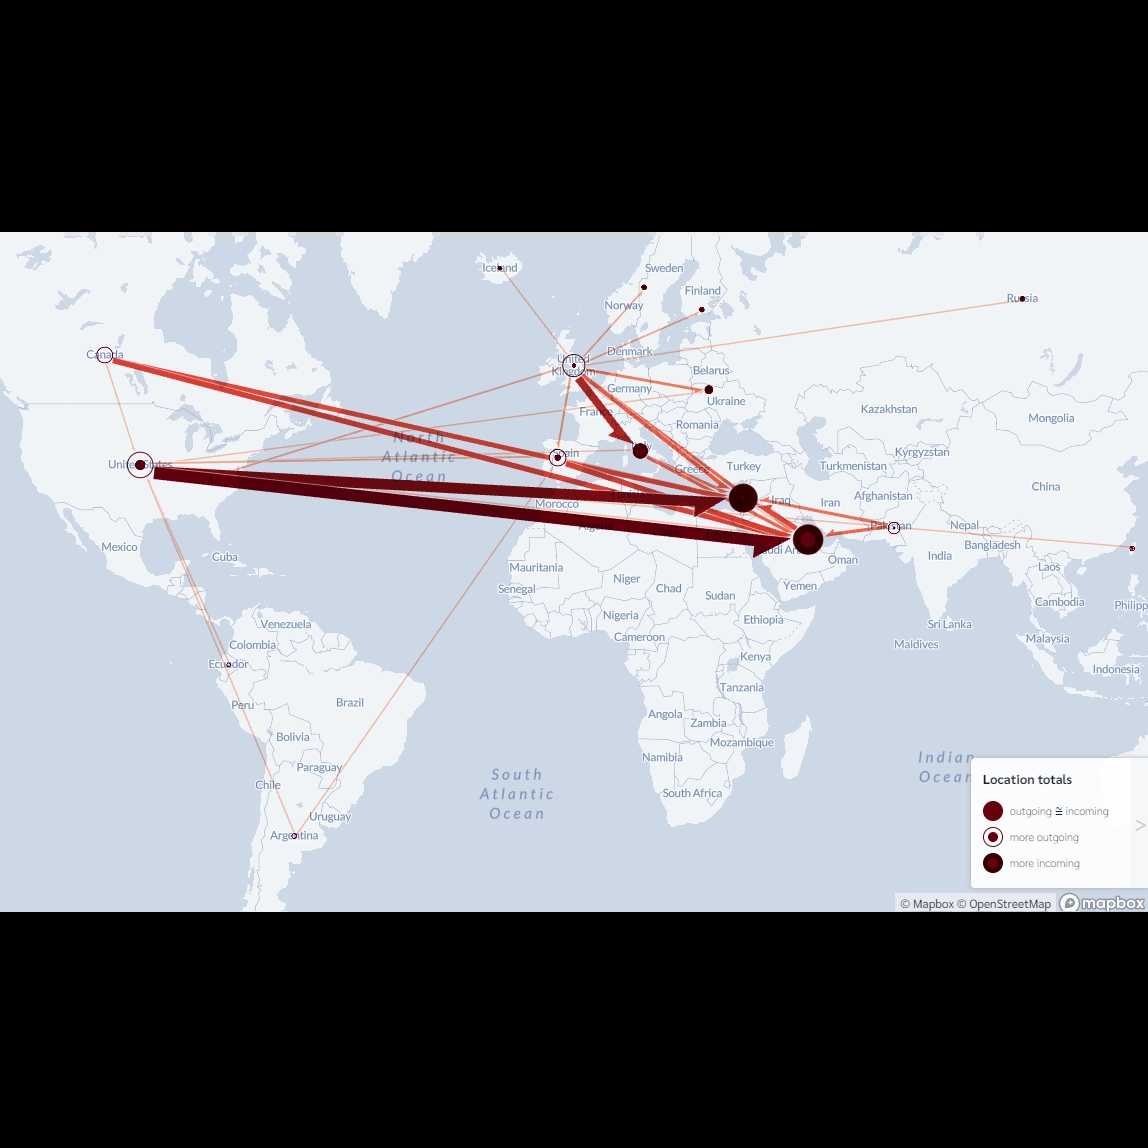 Iceland
Sweden
Finland
Norway
Russia
Canada
United
Kingdom
Denmark
Belarus
Germany
Ukraine
France
Kazakhstan
Mongolia
Romania
North
Atlantic
Ocean
Spain
United States
Greece
Turkey
Turkmenistan
Kyrgyzstan
China
Tunisia
Morocco
Iraq
Iran
Afghanistan
Algeria
Pakistan
Nepal
Mexico
Cuba
Saudi Ar
Bangladesh
India
Oman
Mauritania
Laos
Niger
Chad
Yemen
Senegal
Sudan
Cambodia
Philipp
Venezuela
Nigeria
Ethiopia
Sri Lanka
Colombia
Cameroon
Maldives
Malaysia
Ecuador
Kenya
Indonesia
Tanzania
Peru
Brazil
Angola
Zambia
Bolivia
Mozambique
Namibia
Indian
Ocean
Paraguay
South
Atlantic
Ocean
Chile
South Africa
Uruguay
Argentina
Location totals
outgoing ≅ incoming
more outgoing
more incoming
>
© Mapbox © OpenStreetMap
mapbox